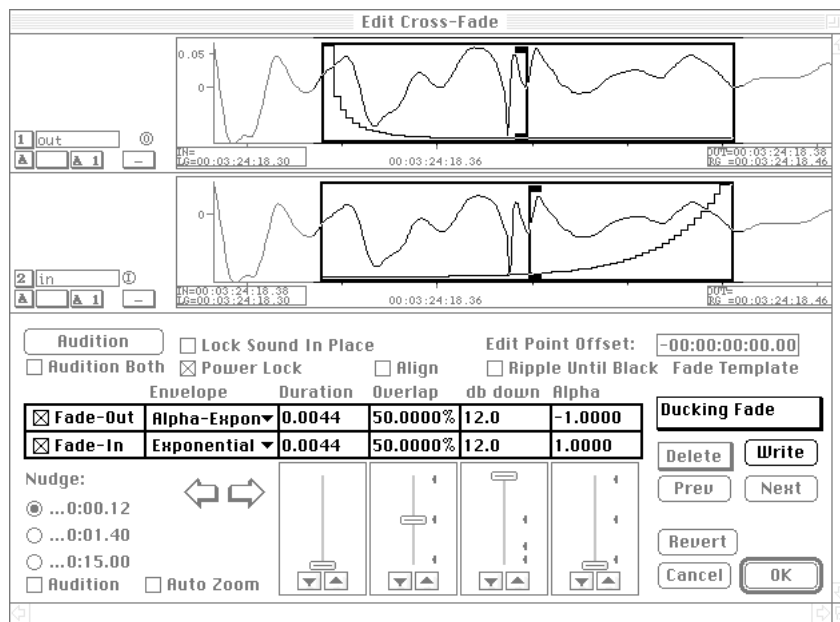 Edit Cross-Fade
0.05
0
1 out O
A A 1 –
IN=
LG=00:03:24:18.30 00:03:24:18.36 OUT=00:03:24:18.38
RG =00:03:24:18.46
0
2 in I
A A 1 –
IN=00:03:24:18.38
LG=00:03:24:18.30 00:03:24:18.36 OUT=
RG =00:03:24:18.46
Audition Lock Sound In Place Edit Point Offset: -00:00:00:00.00
Audition Both Power Lock Align Ripple Until Black Fade Template
Envelope Duration Overlap db down Alpha
Fade-Out Alpha-Expon 0.0044 50.0000% 12.0 -1.0000 Ducking Fade
Fade-In Exponential 0.0044 50.0000% 12.0 1.0000
Delete Write
Nudge:
Prev Next
...0:00.12
...0:01.40
...0:15.00
Revert
Audition Auto Zoom
Cancel OK